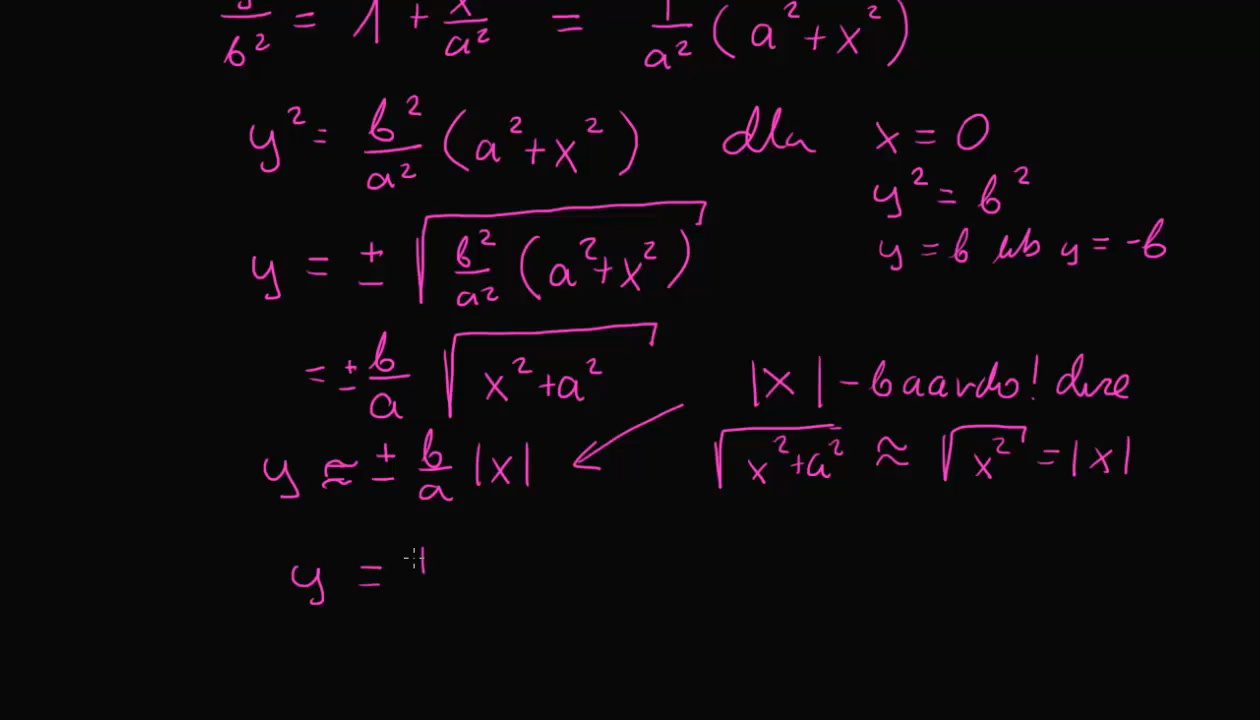 y²/b² = 1 + x²/a² = 1/a² (a² + x²)
y² = b²/a² (a² + x²) dla x = 0
y² = b²
y = ± √(b²/a² (a² + x²)) y = b lub y = -b
= ± b/a √(x² + a²) |x| - baardo! duże
y ≈ ± b/a |x| √(x² + a²) ≈ √(x²) = |x|
y =